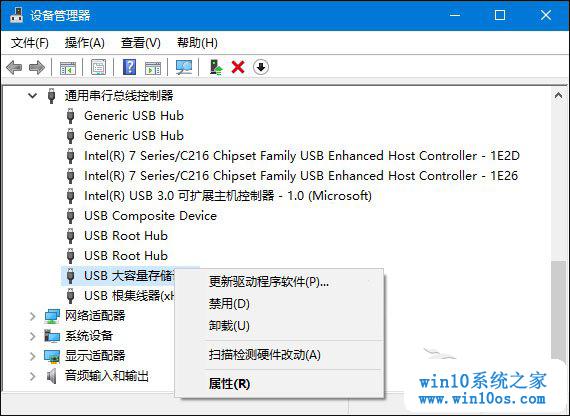 设备管理器
文件(F) 操作(A) 查看(V) 帮助(H)
通用串行总线控制器
Generic USB Hub
Generic USB Hub
Intel(R) 7 Series/C216 Chipset Family USB Enhanced Host Controller - 1E2D
Intel(R) 7 Series/C216 Chipset Family USB Enhanced Host Controller - 1E26
Intel(R) USB 3.0 可扩展主机控制器 - 1.0 (Microsoft)
USB Composite Device
USB Root Hub
USB Root Hub
USB 大容量存储
USB 根集线器(xH
网络适配器
系统设备
显示适配器
音频输入和输出
更新驱动程序软件(P)...
禁用(D)
卸载(U)
扫描检测硬件改动(A)
属性(R)
win10系统之家
www.win10os.com